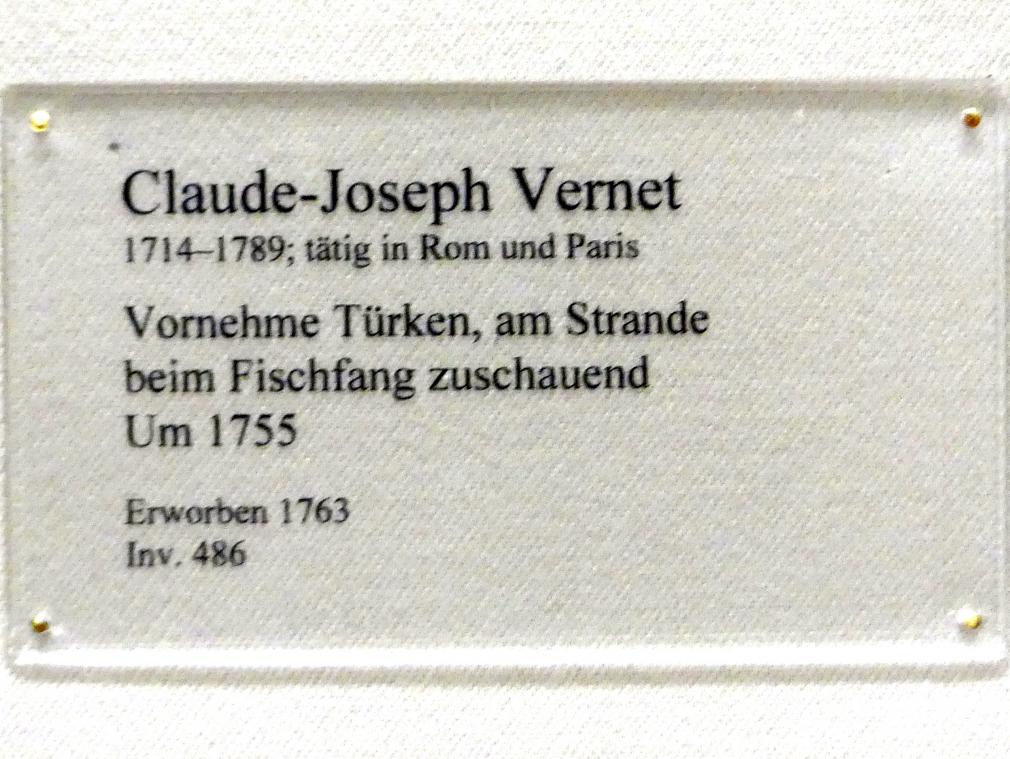 Claude-Joseph Vernet
1714–1789; tätig in Rom und Paris
Vornehme Türken, am Strande
beim Fischfang zuschauend
Um 1755
Erworben 1763
Inv. 486